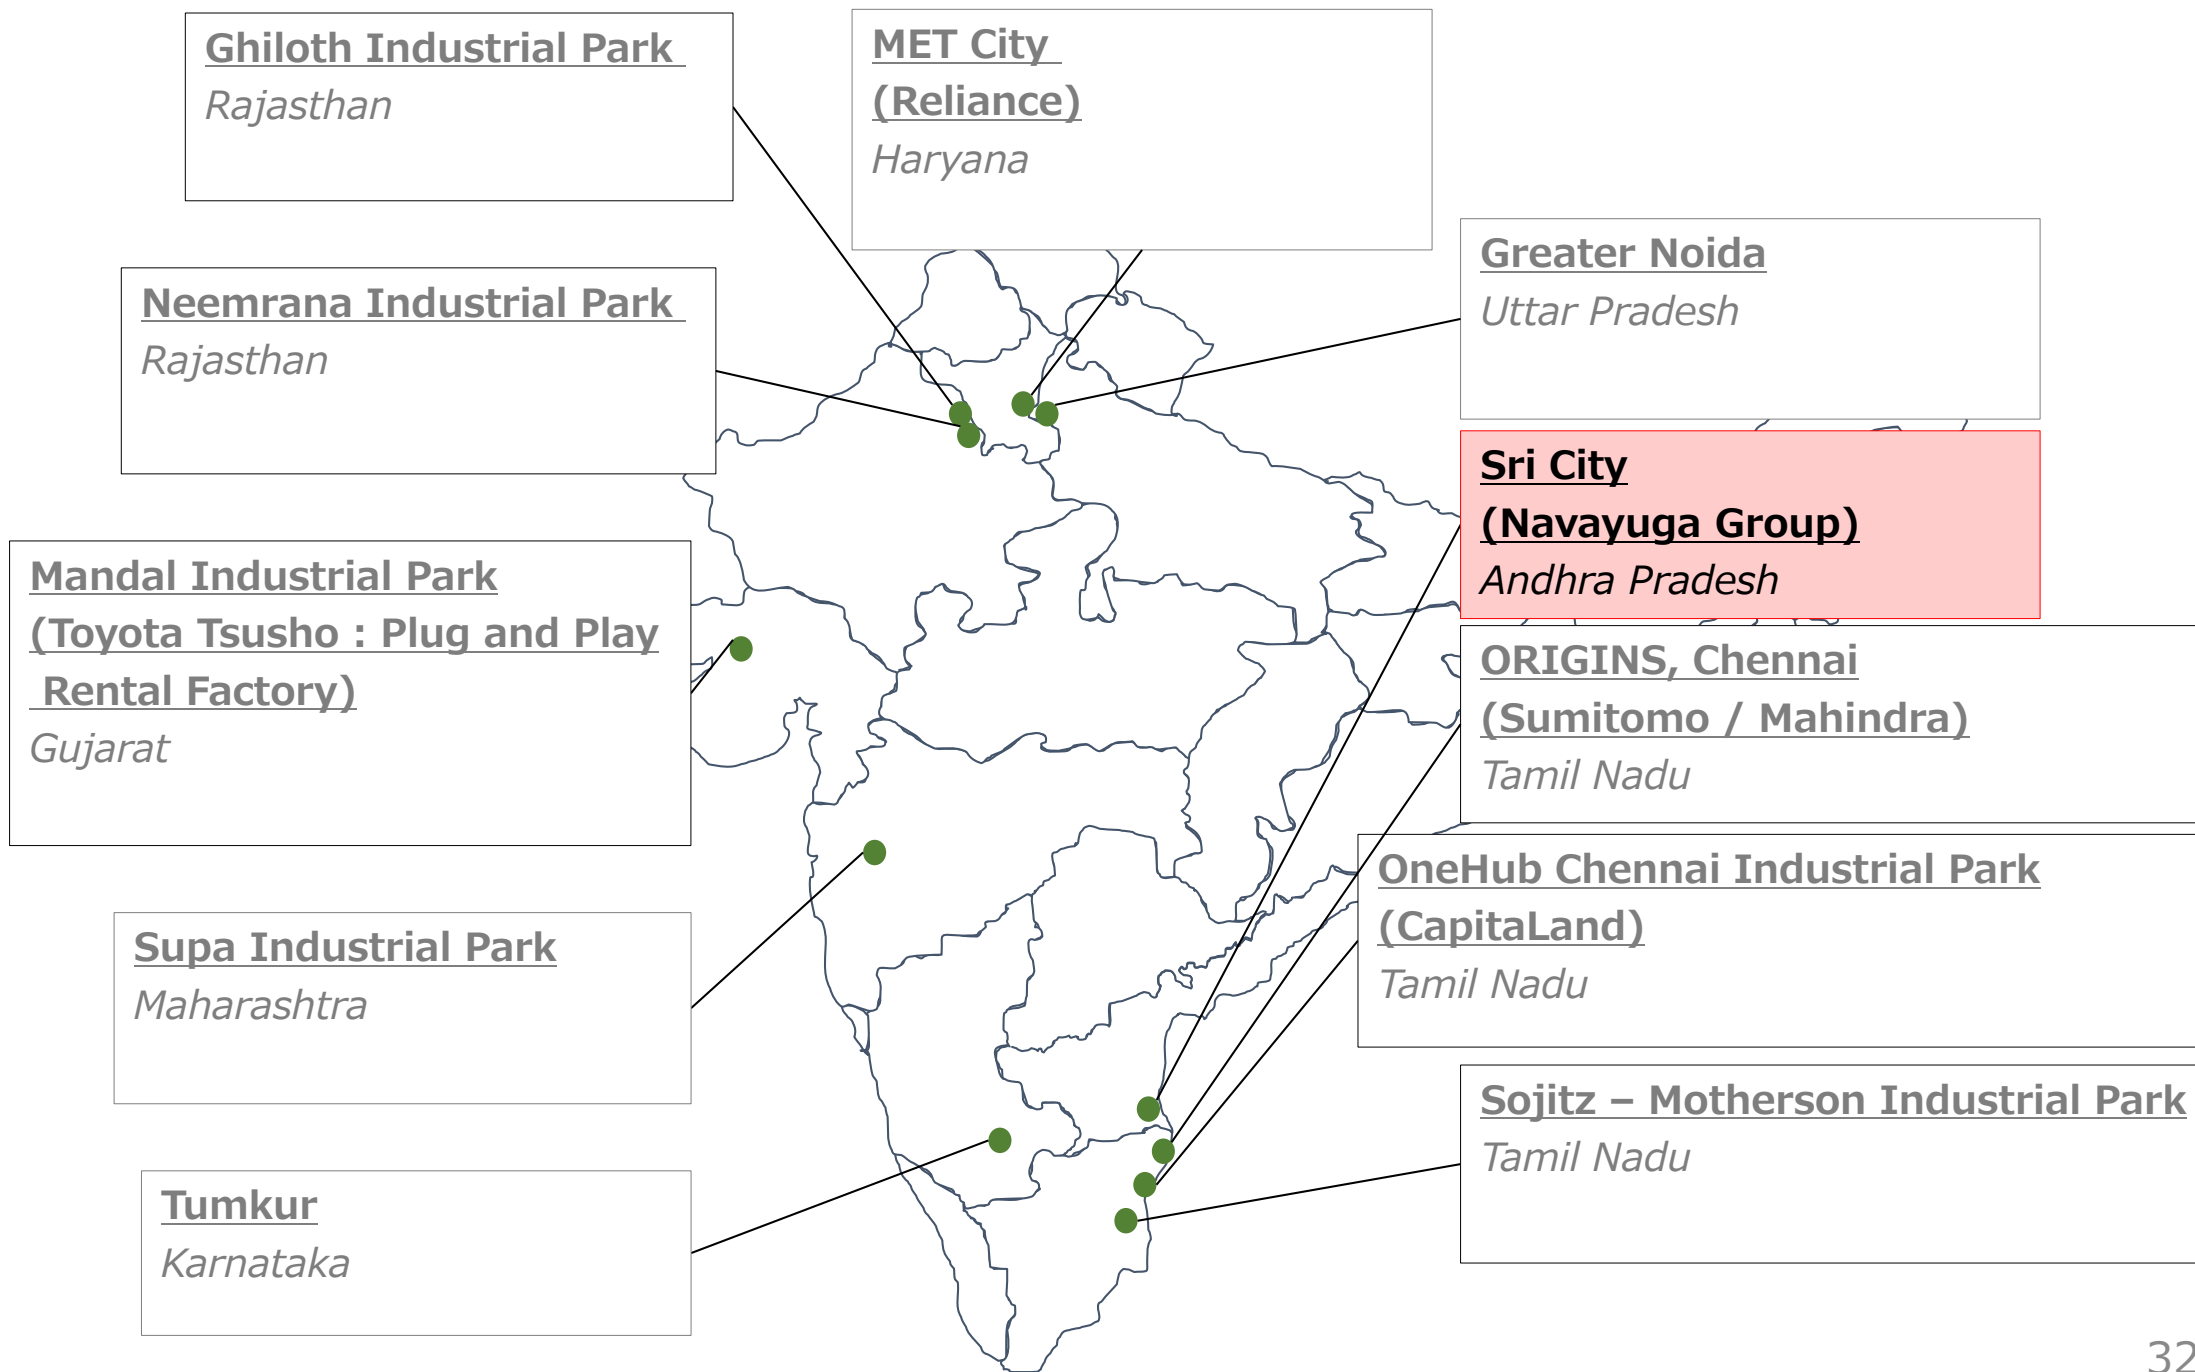 Ghiloth Industrial Park
Rajasthan
MET City
(Reliance)
Haryana
Neemrana Industrial Park
Rajasthan
Greater Noida
Uttar Pradesh
Sri City
(Navayuga Group)
Andhra Pradesh
Mandal Industrial Park
(Toyota Tsusho : Plug and Play
Rental Factory)
Gujarat
ORIGINS, Chennai
(Sumitomo / Mahindra)
Tamil Nadu
OneHub Chennai Industrial Park
(CapitaLand)
Tamil Nadu
Supa Industrial Park
Maharashtra
Sojitz – Motherson Industrial Park
Tamil Nadu
Tumkur
Karnataka
32